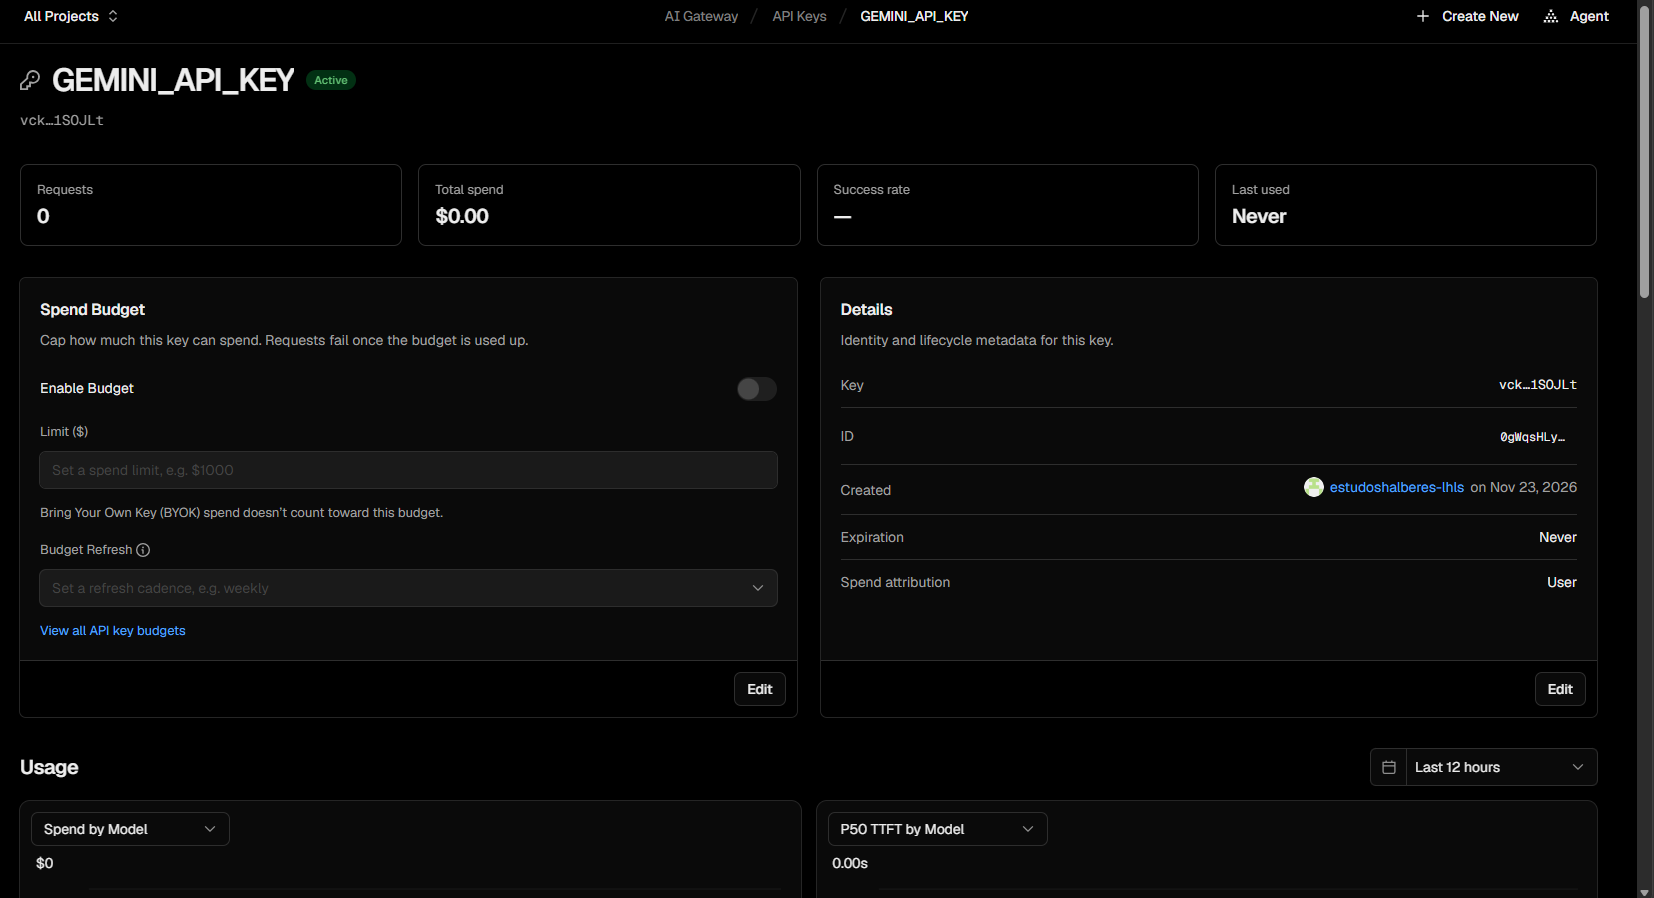 All Projects
AI Gateway / API Keys / GEMINI_API_KEY
+ Create New
Agent
GEMINI_API_KEY Active
vck…1SOJLt
Requests
0
Total spend
$0.00
Success rate
—
Last used
Never
Spend Budget
Cap how much this key can spend. Requests fail once the budget is used up.
Enable Budget
Limit ($)
Set a spend limit, e.g. $1000
Bring Your Own Key (BYOK) spend doesn't count toward this budget.
Budget Refresh
Set a refresh cadence, e.g. weekly
View all API key budgets
Edit
Details
Identity and lifecycle metadata for this key.
Key vck…1SOJLt
ID 0gWqsHLy…
Created estudoshalberes-lhls on Nov 23, 2026
Expiration Never
Spend attribution User
Edit
Usage
Last 12 hours
Spend by Model
$0
P50 TTFT by Model
0.00s